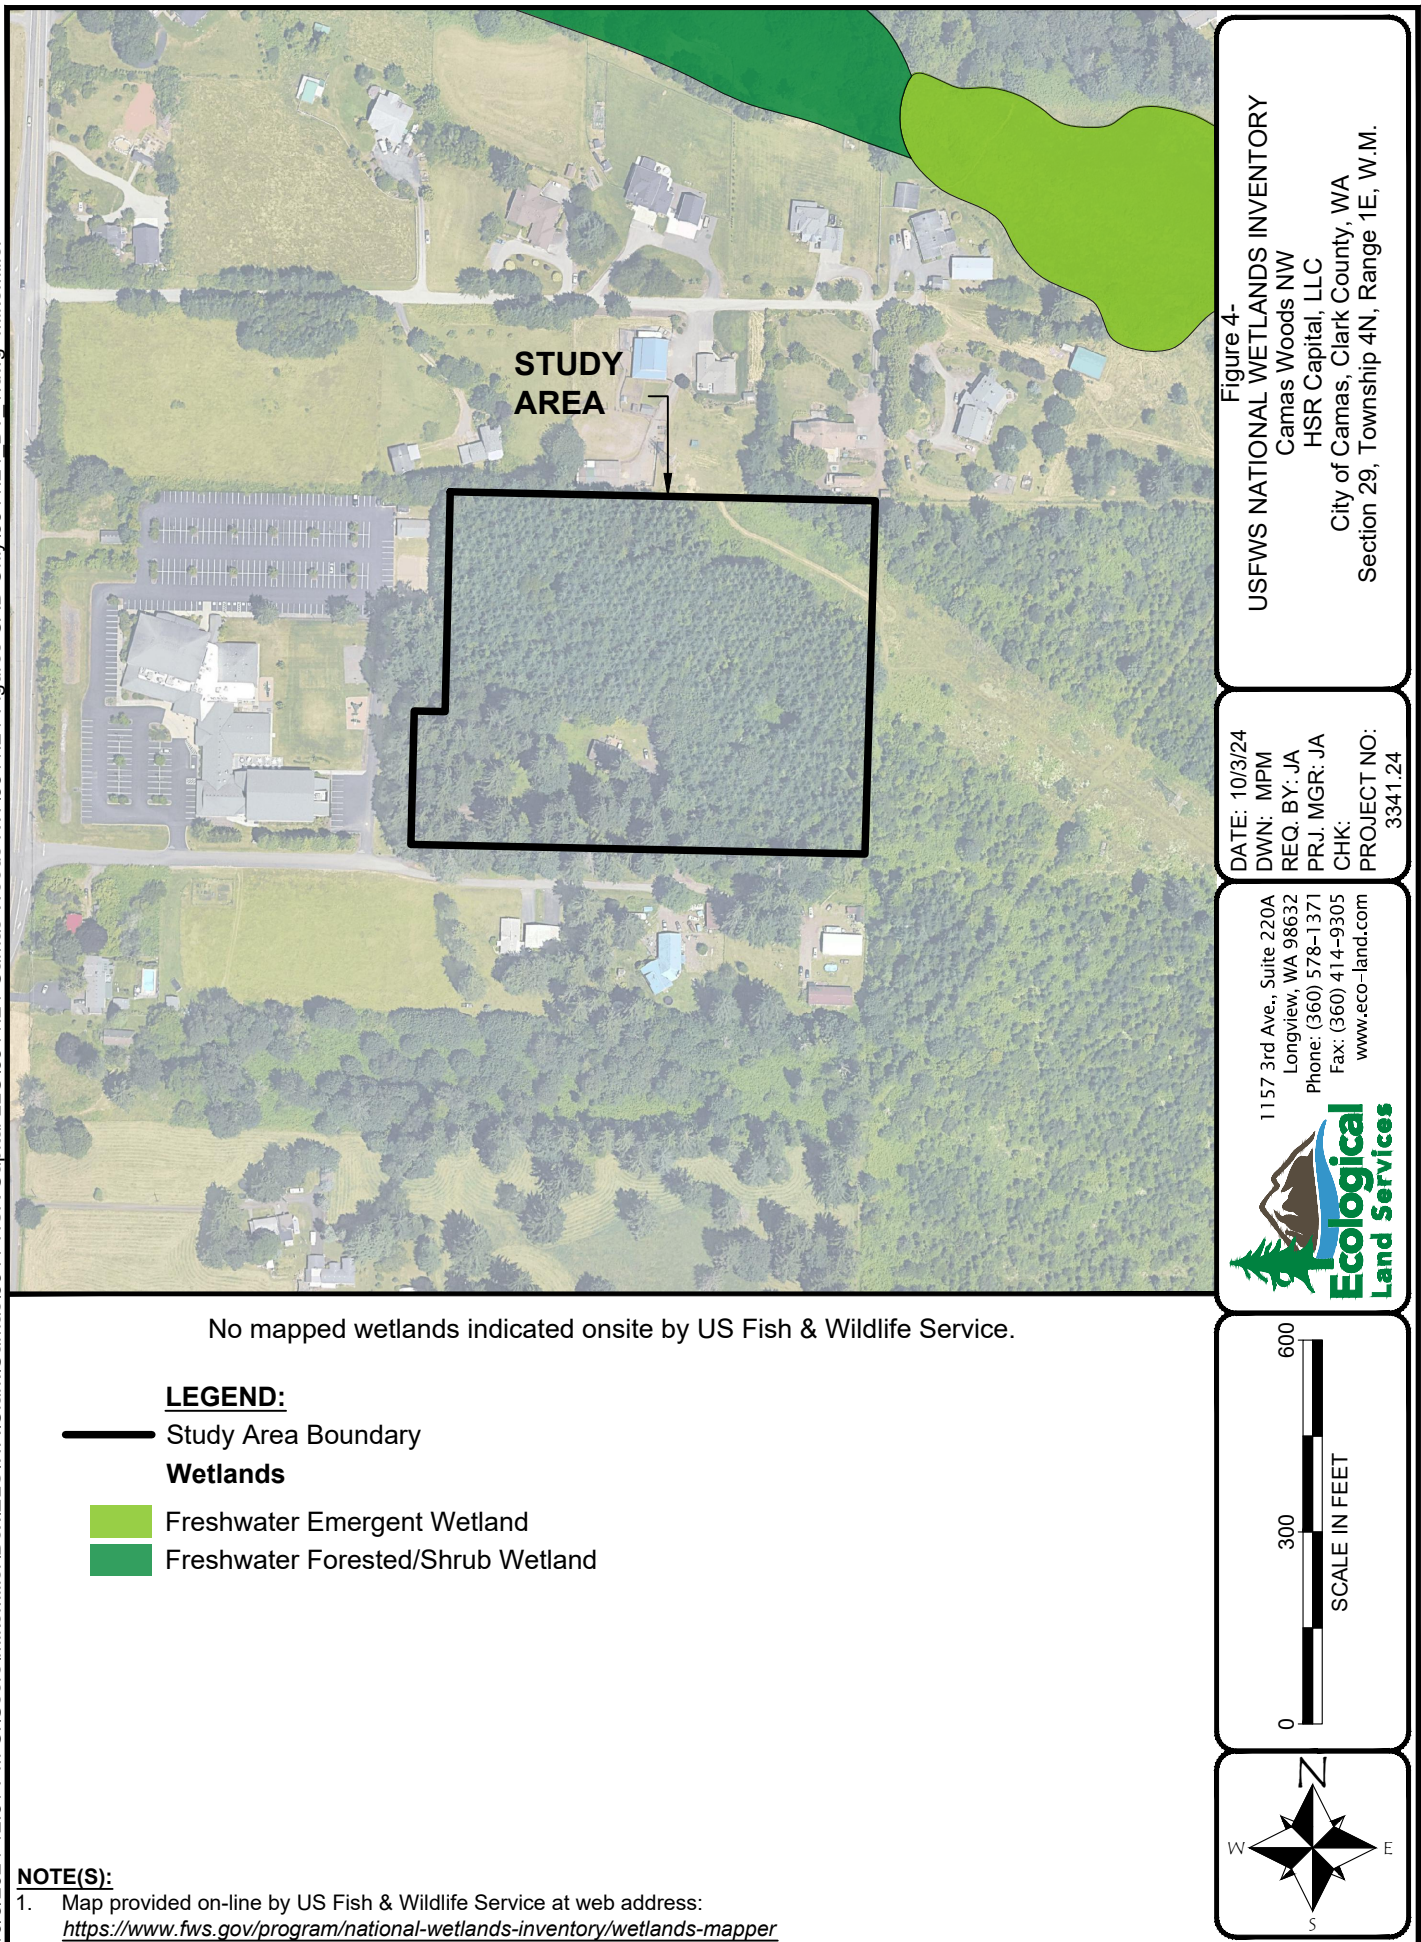 STUDY
AREA
No mapped wetlands indicated onsite by US Fish & Wildlife Service.
LEGEND:
Study Area Boundary
Wetlands
Freshwater Emergent Wetland
Freshwater Forested/Shrub Wetland
NOTE(S):
1. Map provided on-line by US Fish & Wildlife Service at web address:
https://www.fws.gov/program/national-wetlands-inventory/wetlands-mapper
Figure 4-
USFWS NATIONAL WETLANDS INVENTORY
Camas Woods NW
HSR Capital, LLC
City of Camas, Clark County, WA
Section 29, Township 4N, Range 1E, W.M.
DATE: 10/3/24
DWN: MPM
REQ. BY: JA
PRJ. MGR: JA
CHK:
PROJECT NO:
3341.24
1157 3rd Ave., Suite 220A
Longview, WA 98632
Phone: (360) 578-1371
Fax: (360) 414-9305
www.eco-land.com
Ecological
Land Services
0 300 600
SCALE IN FEET
N
W E
S